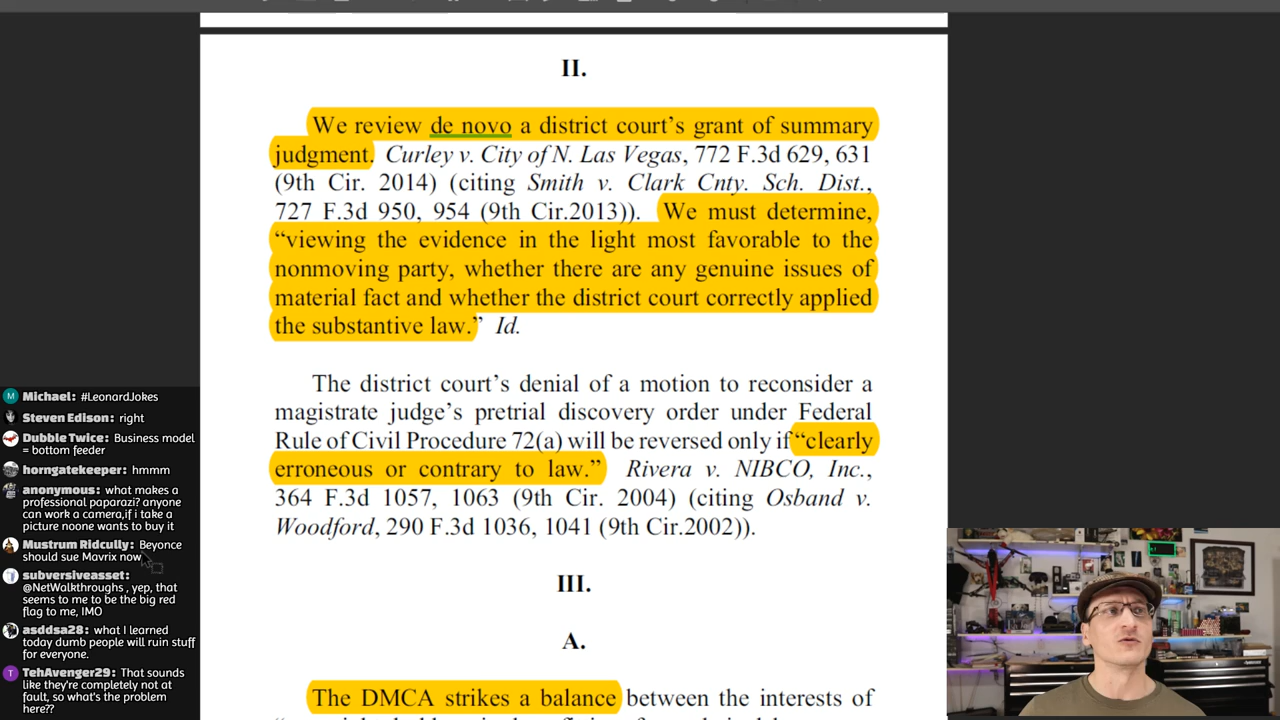 II.
We review de novo a district court’s grant of summary
judgment. Curley v. City of N. Las Vegas, 772 F.3d 629, 631
(9th Cir. 2014) (citing Smith v. Clark Cnty. Sch. Dist.,
727 F.3d 950, 954 (9th Cir.2013)). We must determine,
“viewing the evidence in the light most favorable to the
nonmoving party, whether there are any genuine issues of
material fact and whether the district court correctly applied
the substantive law.” Id.
The district court’s denial of a motion to reconsider a
magistrate judge’s pretrial discovery order under Federal
Rule of Civil Procedure 72(a) will be reversed only if “clearly
erroneous or contrary to law.” Rivera v. NIBCO, Inc.,
364 F.3d 1057, 1063 (9th Cir. 2004) (citing Osband v.
Woodford, 290 F.3d 1036, 1041 (9th Cir.2002)).
III.
A.
The DMCA strikes a balance between the interests of
M
Michael: #LeonardJokes
Steven Edison: right
Dubble Twice: Business model
= bottom feeder
horngatekeeper: hmmm
anonymous: what makes a
professional paparazi? anyone
can work a camera,if i take a
picture noone wants to buy it
Mustrum Ridcully: Beyonce
should sue Mavrix now
subversiveasset:
@NetWalkthroughs , yep, that
seems to me to be the big red
flag to me, IMO
asddsa28: what I learned
today dumb people will ruin stuff
for everyone.
T
TehAvenger29: That sounds
like they're completely not at
fault, so what's the problem
here??